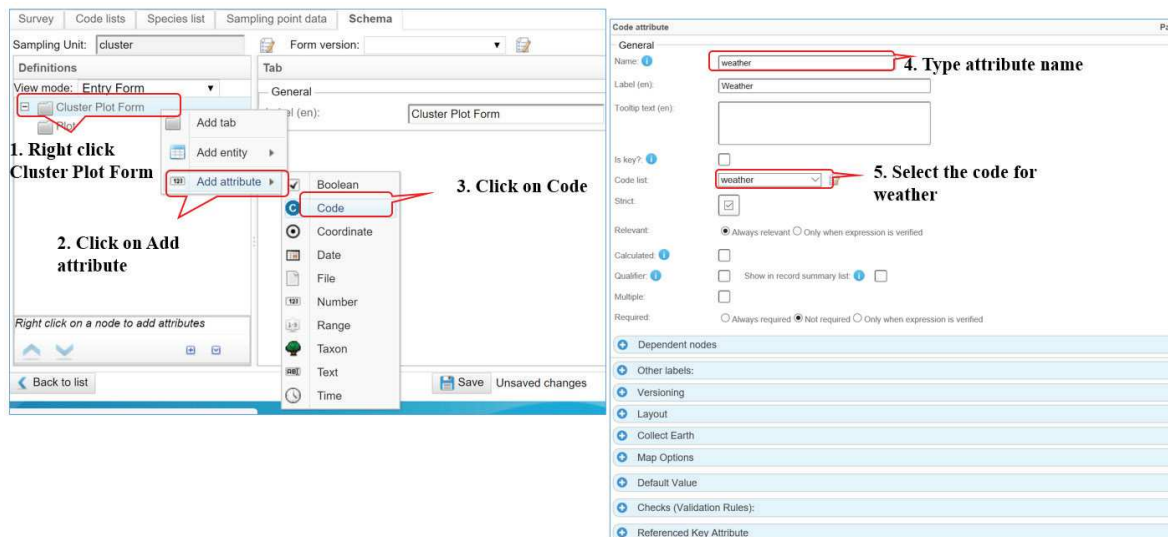 Survey Code lists Species list Sampling point data Schema
Sampling Unit: cluster Form version:
Definitions
Tab
View mode: Entry Form
General
Cluster Plot Form
Label (en): Cluster Plot Form
Plot
Add tab
Add entity
Add attribute
1. Right click
Cluster Plot Form
2. Click on Add
attribute
Boolean
Code
Coordinate
Date
File
Number
Range
Taxon
Text
Time
3. Click on Code
Right click on a node to add attributes
Back to list
Save Unsaved changes
Code attribute
Pa
General
Name: weather
4. Type attribute name
Label (en): Weather
Tooltip text (en):
Is key?:
Code list: weather
5. Select the code for
weather
Strict:
Relevant: Always relevant Only when expression is verified
Calculated:
Qualifier: Show in record summary list:
Multiple:
Required: Always required Not required Only when expression is verified
Dependent nodes
Other labels:
Versioning
Layout
Collect Earth
Map Options
Default Value
Checks (Validation Rules):
Referenced Key Attribute